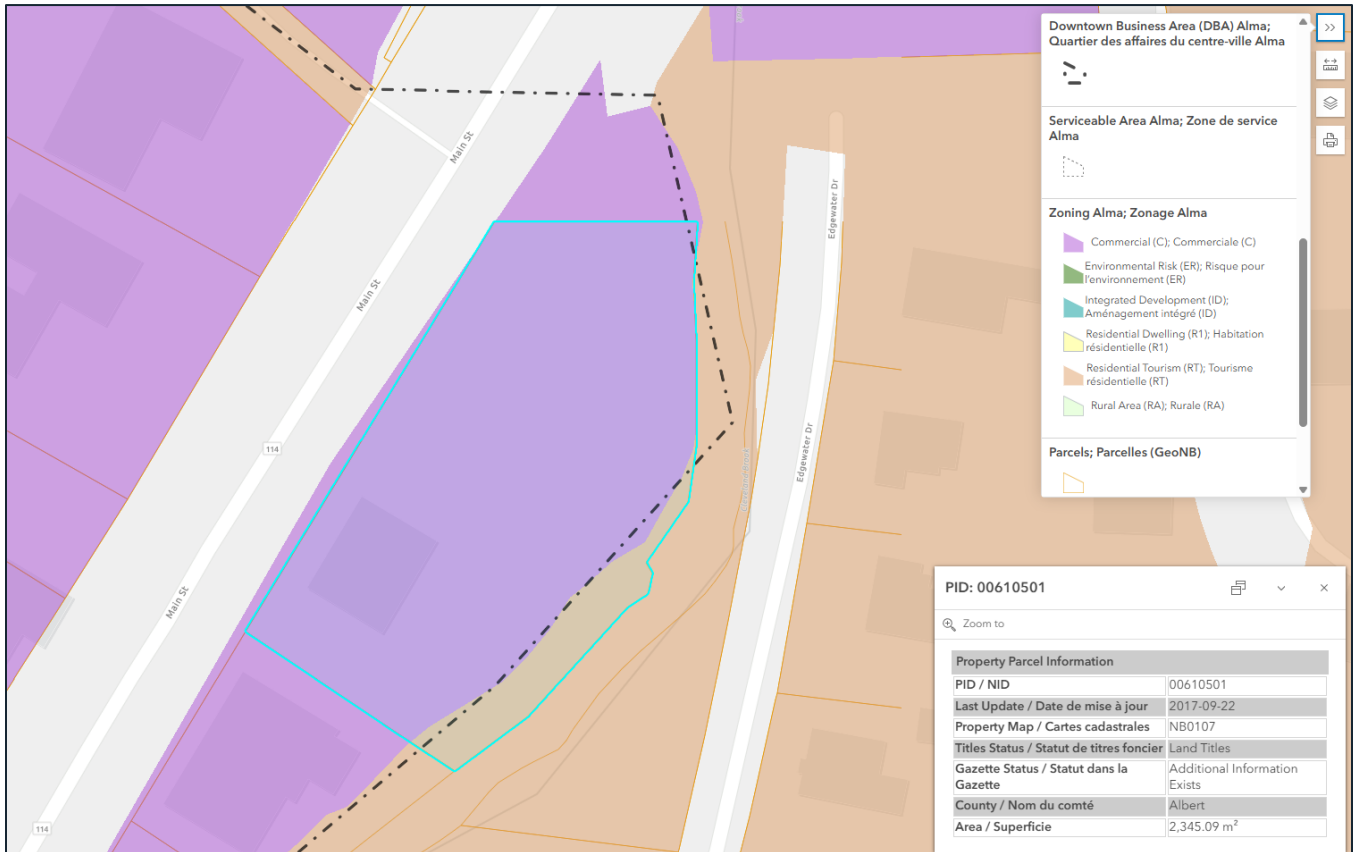 Downtown Business Area (DBA) Alma;
Quartier des affaires du centre-ville Alma
Serviceable Area Alma; Zone de service
Alma
Zoning Alma; Zonage Alma
Commercial (C); Commerciale (C)
Environmental Risk (ER); Risque pour
l'environnement (ER)
Integrated Development (ID);
Aménagement intégré (ID)
Residential Dwelling (R1); Habitation
résidentielle (R1)
Residential Tourism (RT); Tourisme
résidentielle (RT)
Rural Area (RA); Rurale (RA)
Parcels; Parcelles (GeoNB)
Main St
Edgewater Dr
Main St
114
Edgewater Dr
Main St
114
PID: 00610501
Zoom to
Property Parcel Information
PID / NID 00610501
Last Update / Date de mise à jour 2017-09-22
Property Map / Cartes cadastrales NB0107
Titles Status / Statut de titres foncier Land Titles
Gazette Status / Statut dans la Gazette Additional Information Exists
County / Nom du comté Albert
Area / Superficie 2,345.09 m²